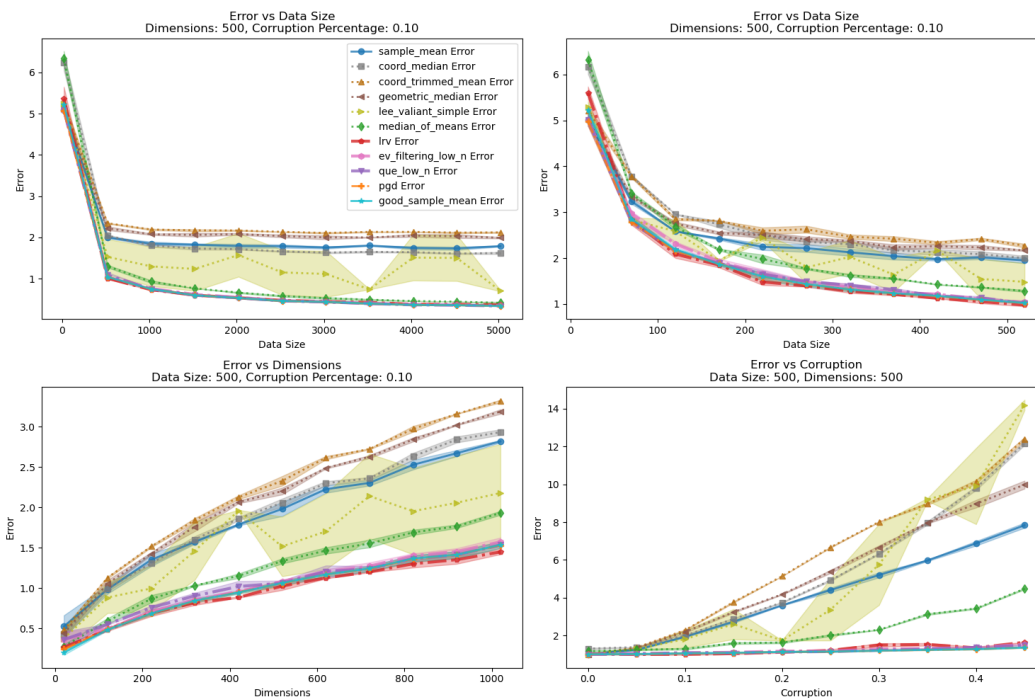 Error vs Data Size
Dimensions: 500, Corruption Percentage: 0.10
6
5
4
3
2
1
Error
0
1000
2000
3000
4000
5000
Data Size
sample_mean Error
coord_median Error
coord_trimmed_mean Error
geometric_median Error
lee_valiant_simple Error
median_of_means Error
lrv Error
ev_filtering_low_n Error
que_low_n Error
pgd Error
good_sample_mean Error
Error vs Data Size
Dimensions: 500, Corruption Percentage: 0.10
6
5
4
3
2
1
Error
0
100
200
300
400
500
Data Size
Error vs Dimensions
Data Size: 500, Corruption Percentage: 0.10
3.0
2.5
2.0
1.5
1.0
0.5
Error
0
200
400
600
800
1000
Dimensions
Error vs Corruption
Data Size: 500, Dimensions: 500
14
12
10
8
6
4
2
Error
0.0
0.1
0.2
0.3
0.4
Corruption